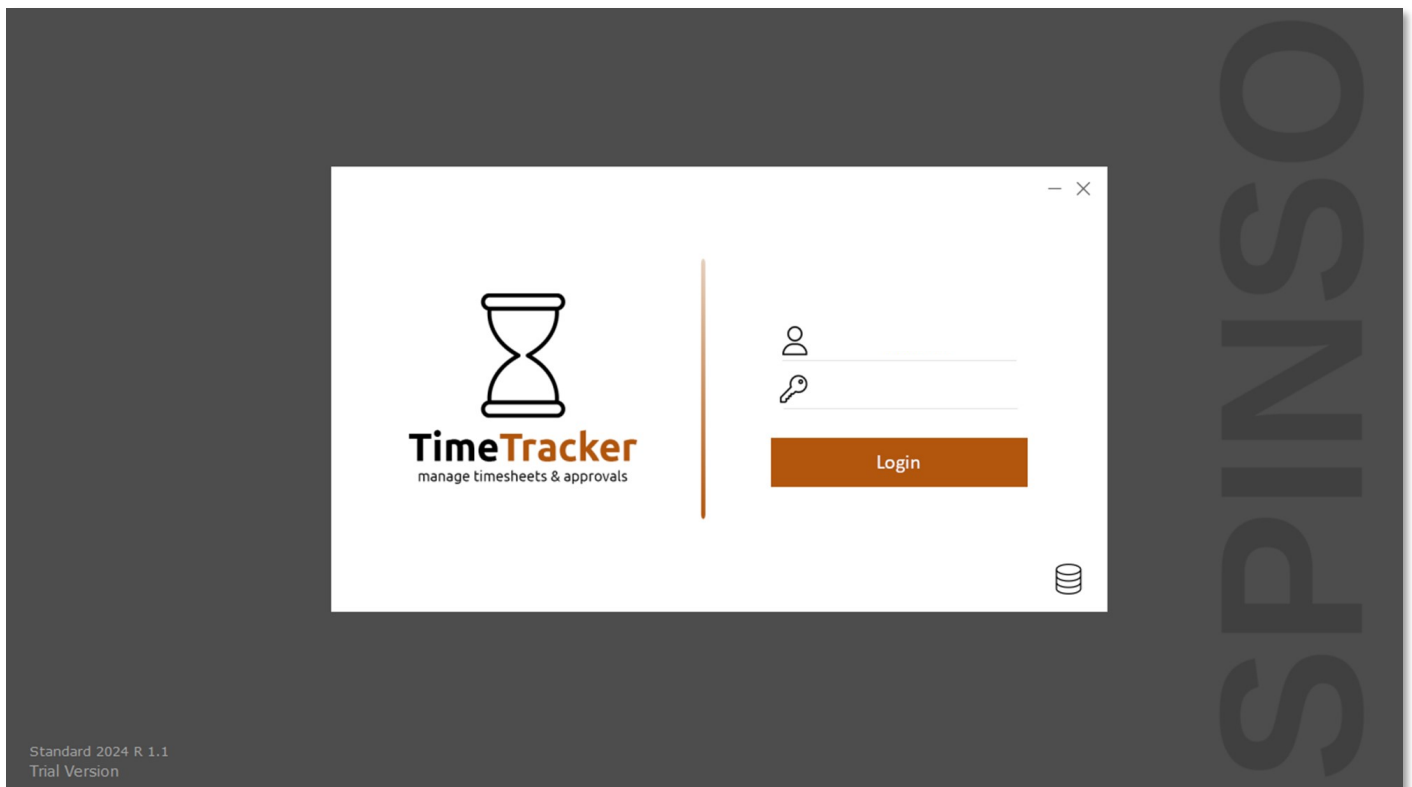 TimeTracker
manage timesheets & approvals
Login
SPINSO
Standard 2024 R 1.1
Trial Version